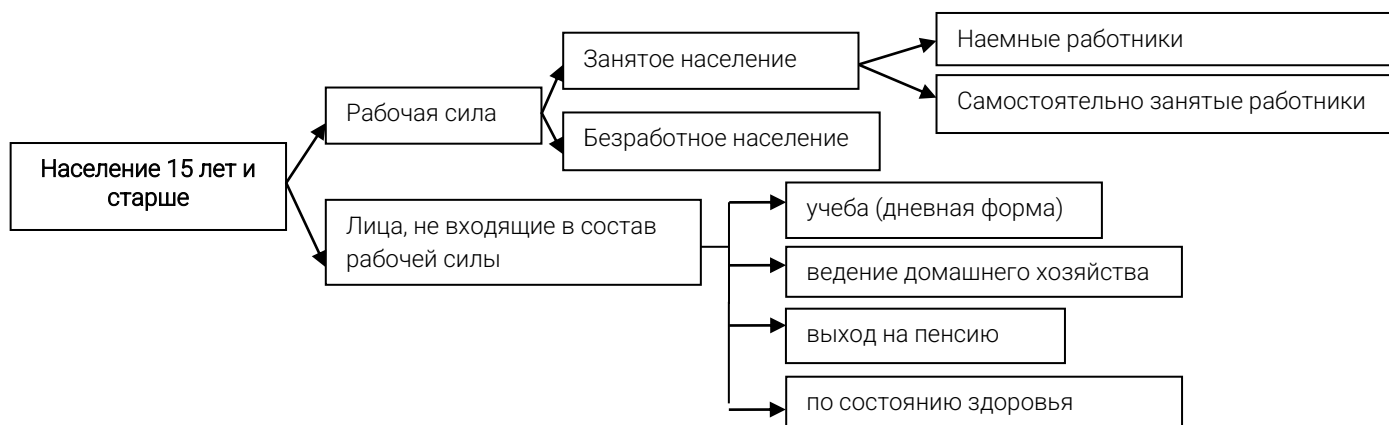 Наемные работники
Занятое население
Самостоятельно занятые работники
Рабочая сила
Безработное население
Население 15 лет и
старше
учеба (дневная форма)
Лица, не входящие в состав
рабочей силы
ведение домашнего хозяйства
выход на пенсию
по состоянию здоровья